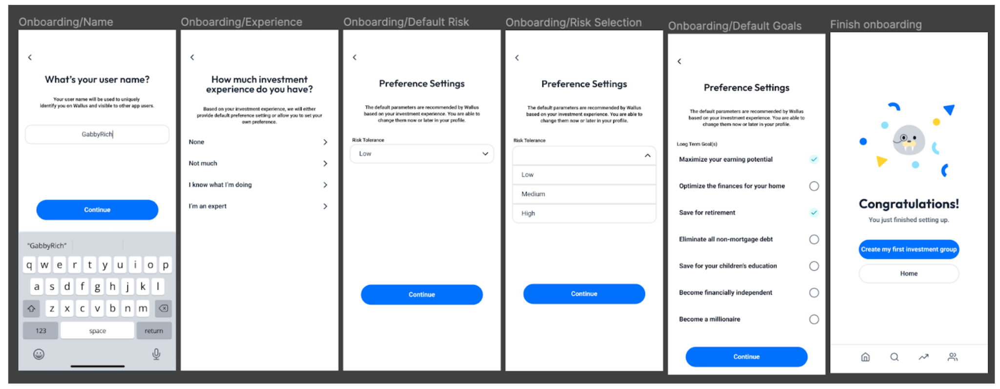 Onboarding/Name
What's your user name?
Your user name will be used to uniquely
identify you on Wallus and visible to other app users.
GabbyRich
Continue
“GabbyRich”
q w e r t y u i o p
a s d f g h j k l
z x c v b n m
123 space return
Onboarding/Experience
How much investment
experience do you have?
Based on your investment experience, we will either
provide default preference setting or allow you to set your
own preference.
None
Not much
I know what I'm doing
I'm an expert
Onboarding/Default Risk
Preference Settings
The default parameters are recommended by Wallus
based on your investment experience. You are able to
change them now or later in your profile.
Risk Tolerance
Low
Continue
Onboarding/Risk Selection
Preference Settings
The default parameters are recommended by Wallus
based on your investment experience. You are able to
change them now or later in your profile.
Risk Tolerance
Low
Medium
High
Continue
Onboarding/Default Goals
Preference Settings
The default parameters are recommended by Wallus
based on your investment experience. You are able to
change them now or later in your profile.
Long Term Goal(s)
Maximize your earning potential
Optimize the finances for your home
Save for retirement
Eliminate all non-mortgage debt
Save for your children's education
Become financially independent
Become a millionaire
Continue
Finish onboarding
Congratulations!
You just finished setting up.
Create my first investment group
Home